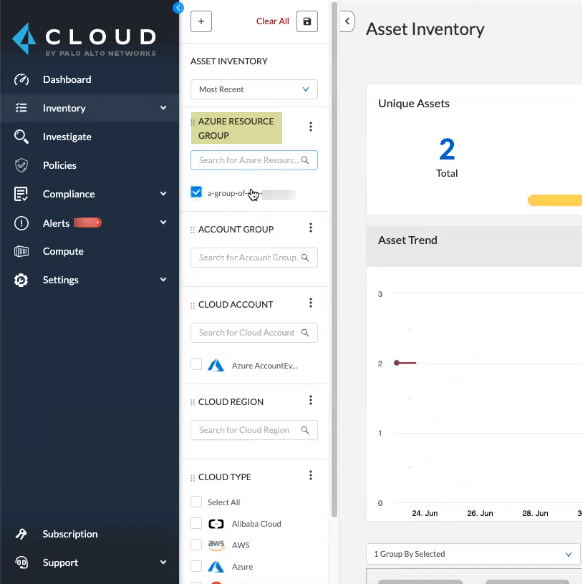 CLOUD
BY PALO ALTO NETWORKS
Dashboard
Inventory
Investigate
Policies
Compliance
Alerts
Compute
Settings
Subscription
Support
+
Clear All
ASSET INVENTORY
Most Recent
AZURE RESOURCE
GROUP
Search for Azure Resourc...
a-group-of-
ACCOUNT GROUP
Search for Account Group
CLOUD ACCOUNT
Search for Cloud Account
Azure AccountEv...
CLOUD REGION
Search for Cloud Region
CLOUD TYPE
Select All
Alibaba Cloud
aws AWS
Azure
Asset Inventory
Unique Assets
2
Total
Asset Trend
3
2
1
0
24. Jun 26. Jun 28. Jun 3
1 Group By Selected